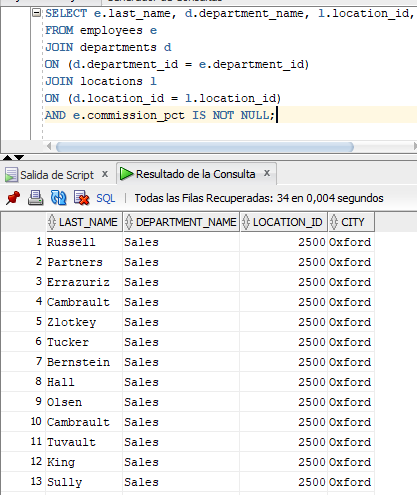 SELECT e.last_name, d.department_name, l.location_id,
FROM employees e
JOIN departments d
ON (d.department_id = e.department_id)
JOIN locations l
ON (d.location_id = l.location_id)
AND e.commission_pct IS NOT NULL;
Salida de Script x Resultado de la Consulta x
SQL | Todas las Filas Recuperadas: 34 en 0,004 segundos
LAST_NAME DEPARTMENT_NAME LOCATION_ID CITY
1 Russell Sales 2500 Oxford
2 Partners Sales 2500 Oxford
3 Errazuriz Sales 2500 Oxford
4 Cambrault Sales 2500 Oxford
5 Zlotkey Sales 2500 Oxford
6 Tucker Sales 2500 Oxford
7 Bernstein Sales 2500 Oxford
8 Hall Sales 2500 Oxford
9 Olsen Sales 2500 Oxford
10 Cambrault Sales 2500 Oxford
11 Tuvault Sales 2500 Oxford
12 King Sales 2500 Oxford
13 Sully Sales 2500 Oxford